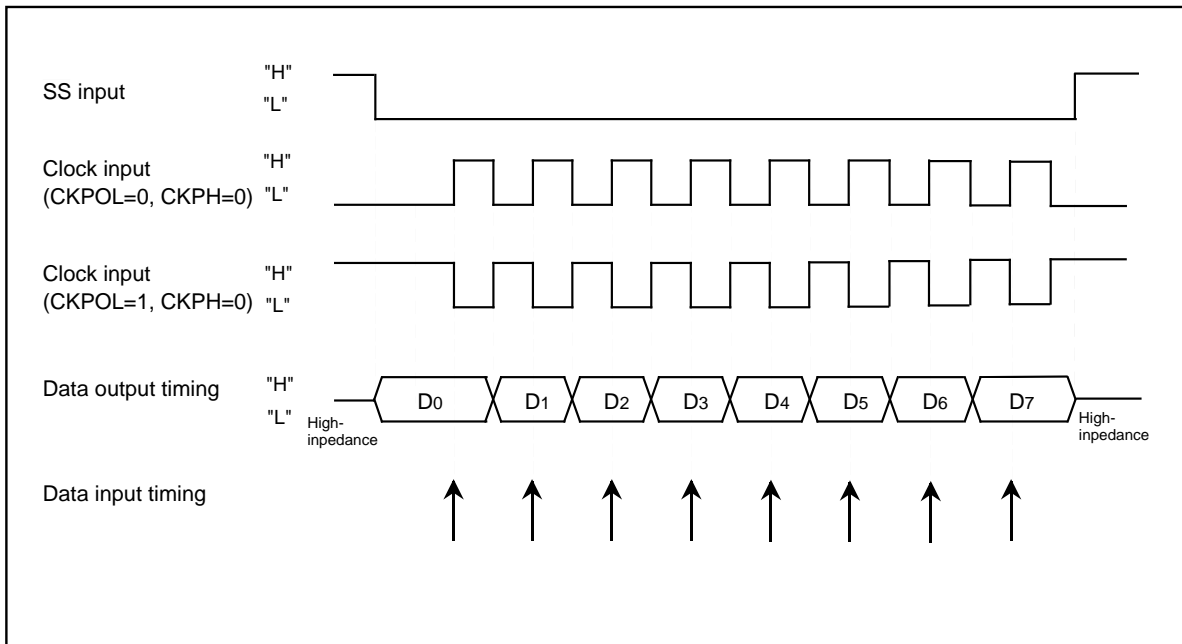 SS input
"H"
"L"
Clock input
(CKPOL=0, CKPH=0)
"H"
"L"
Clock input
(CKPOL=1, CKPH=0)
"H"
"L"
Data output timing
"H"
"L"
High-
inpedance
D0 D1 D2 D3 D4 D5 D6 D7
High-
inpedance
Data input timing